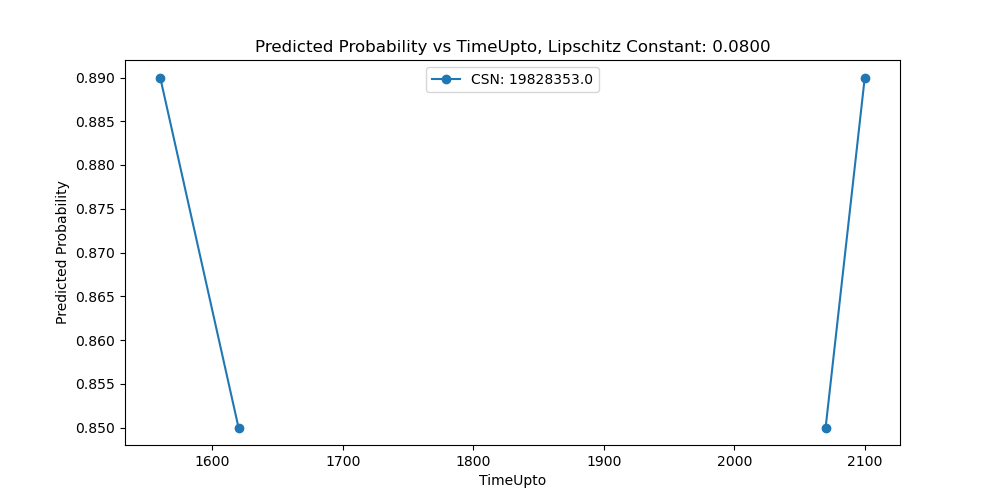 Predicted Probability vs TimeUpto, Lipschitz Constant: 0.0800
CSN: 19828353.0
Predicted Probability
0.890
0.885
0.880
0.875
0.870
0.865
0.860
0.855
0.850
1600 1700 1800 1900 2000 2100
TimeUpto